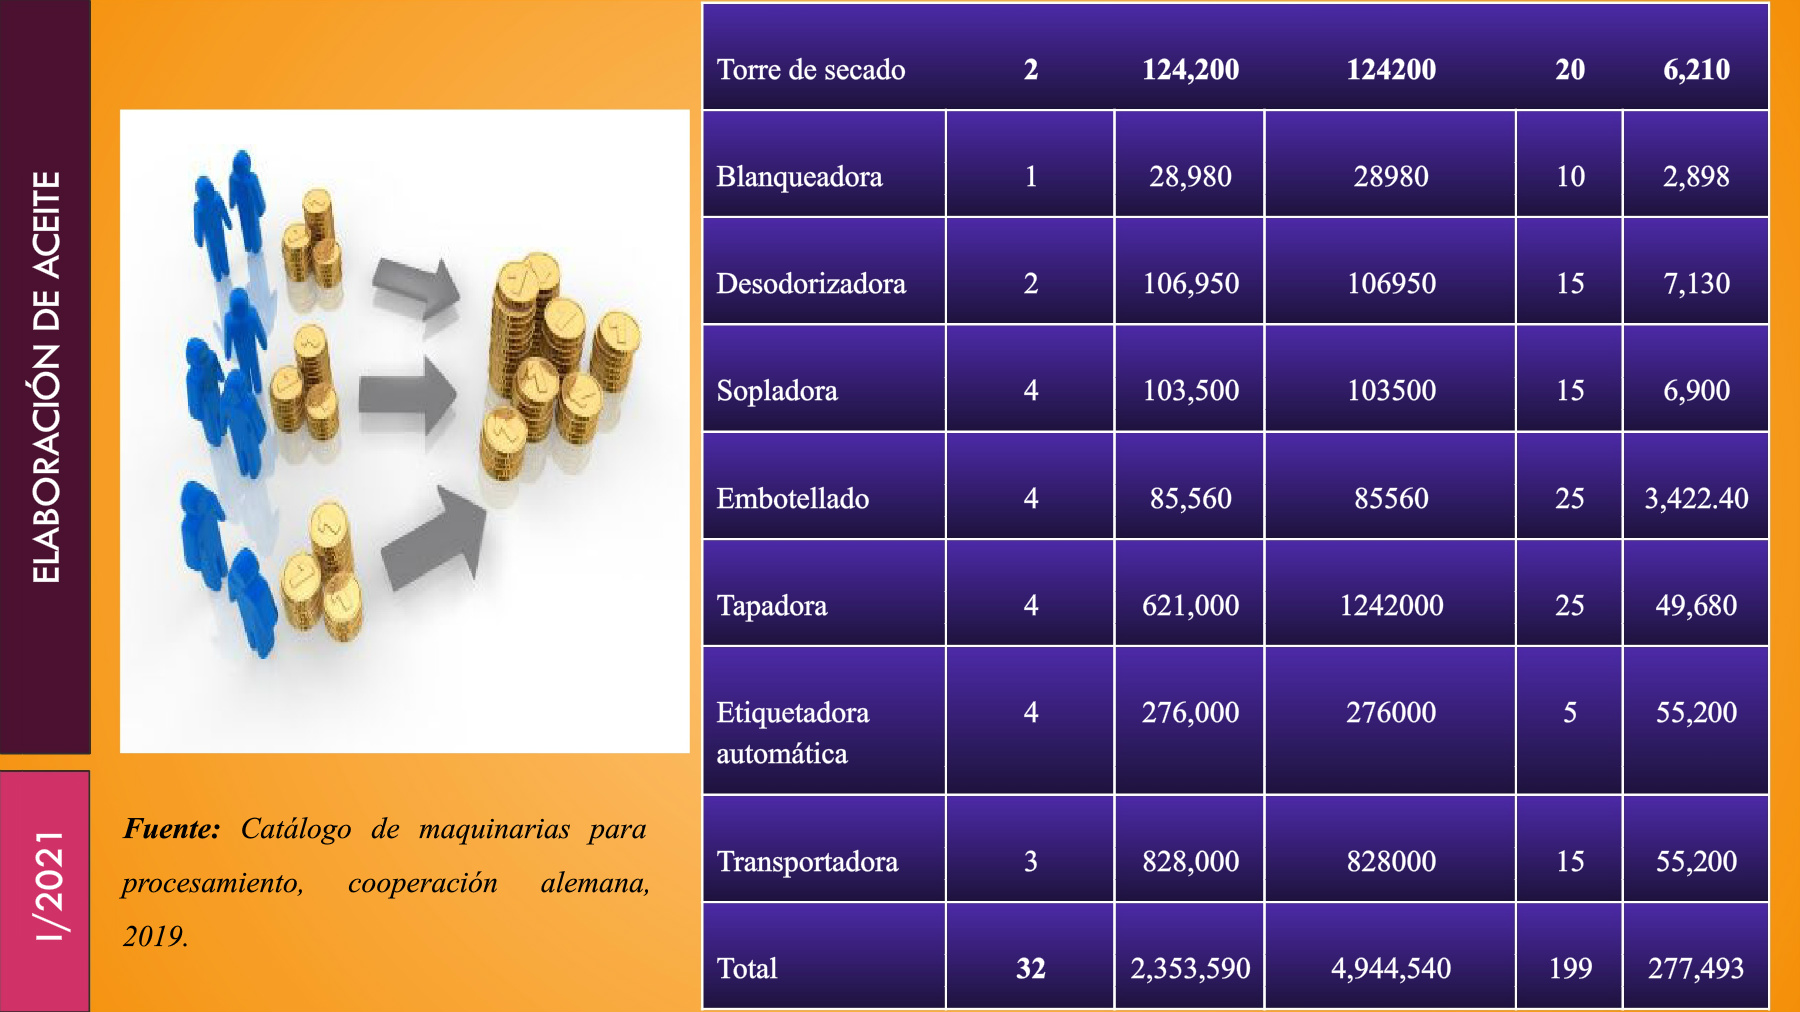 ELABORACIÓN DE ACEITE
I/2021
Fuente: Catálogo de maquinarias para
procesamiento, cooperación alemana,
2019.
Torre de secado 2 124,200 124200 20 6,210
Blanqueadora 1 28,980 28980 10 2,898
Desodorizadora 2 106,950 106950 15 7,130
Sopladora 4 103,500 103500 15 6,900
Embotellado 4 85,560 85560 25 3,422.40
Tapadora 4 621,000 1242000 25 49,680
Etiquetadora 4 276,000 276000 5 55,200
automática
Transportadora 3 828,000 828000 15 55,200
Total 32 2,353,590 4,944,540 199 277,493